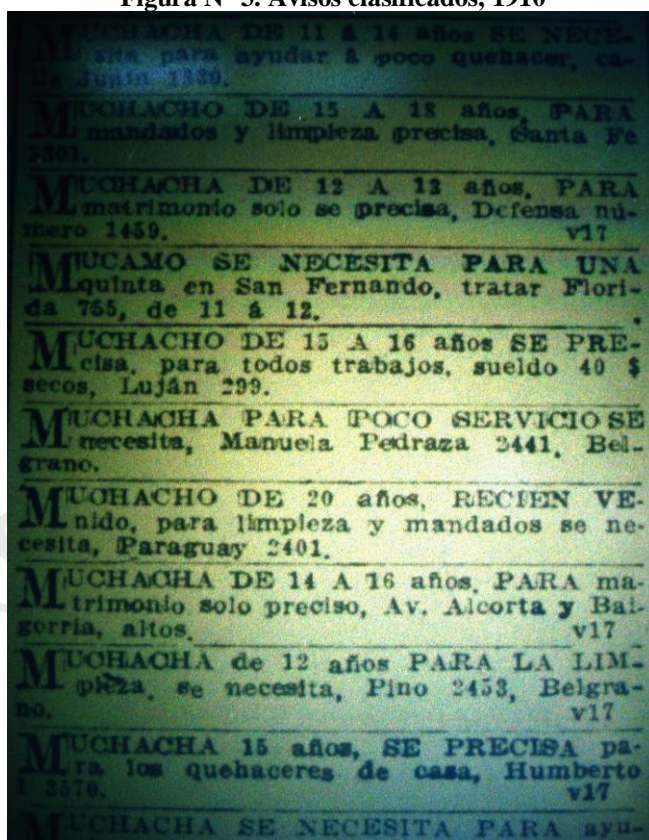 Figura N° 3. Avisos clasificados, 1910
MUCHACHA DE 11 á 14 años SE NECE-
sita para ayudar á poco quehacer, ca-
lle Junín 1330.
MUCHACHO DE 15 A 18 años, PARA
mandados y limpieza precisa, Santa Fe
3301.
MUCHACHA DE 12 A 13 años, PARA
matrimonio solo se precisa, Defensa nú-
mero 1459. v17
MUCAMO SE NECESITA PARA UNA
quinta en San Fernando, tratar Flori-
da 765, de 11 á 12.
MUCHACHO DE 15 A 16 años SE PRE-
cisa, para todos trabajos, sueldo 40 $
secos, Luján 299.
MUCHACHA PARA POCO SERVICIO SE
necesita, Manuela Pedraza 2441, Bel-
grano.
MUCHACHO DE 20 años, RECIEN VE-
nido, para limpieza y mandados se ne-
cesita, Paraguay 2401.
MUCHACHA DE 14 A 16 años, PARA ma-
trimonio solo preciso, Av. Alcorta y Bai-
gorria, altos. v17
MUCHACHA de 12 años PARA LA LIM-
pieza, se necesita, Pino 2453, Belgra-
no. v17
MUCHACHA 15 años, SE PRECISA pa-
ra los quehaceres de casa, Humberto
I 3570. v17
MUCHACHA SE NECESITA PARA ayu-